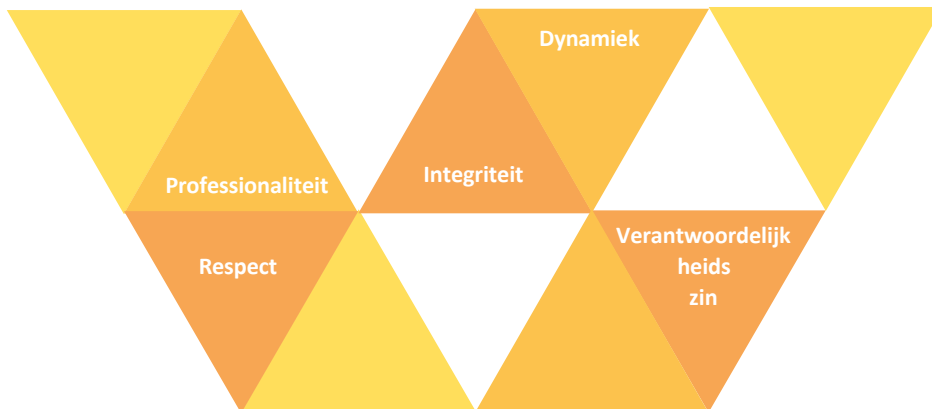 Dynamiek
Professionaliteit
Integriteit
Respect
Verantwoordelijk
heids
zin